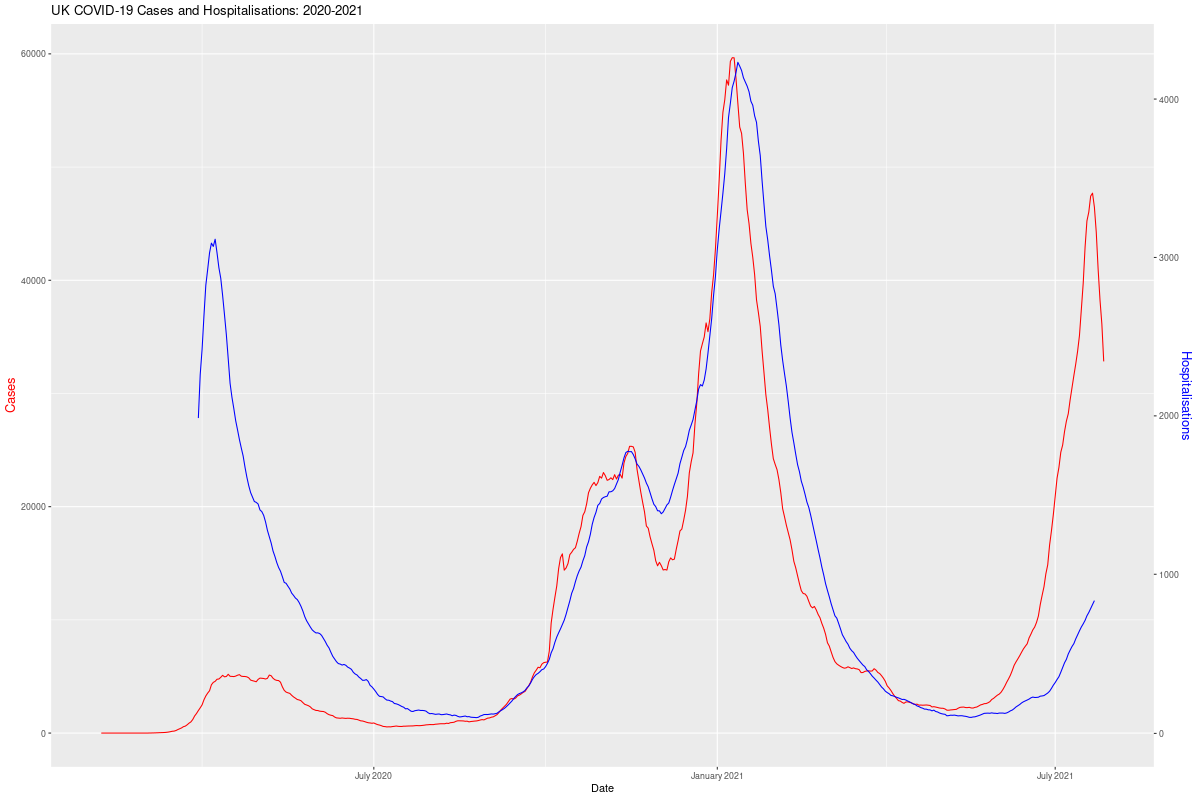 UK COVID-19 Cases and Hospitalisations: 2020-2021
60000
40000
20000
0
Cases
4000
3000
2000
1000
0
Hospitalisations
July 2020
January 2021
July 2021
Date